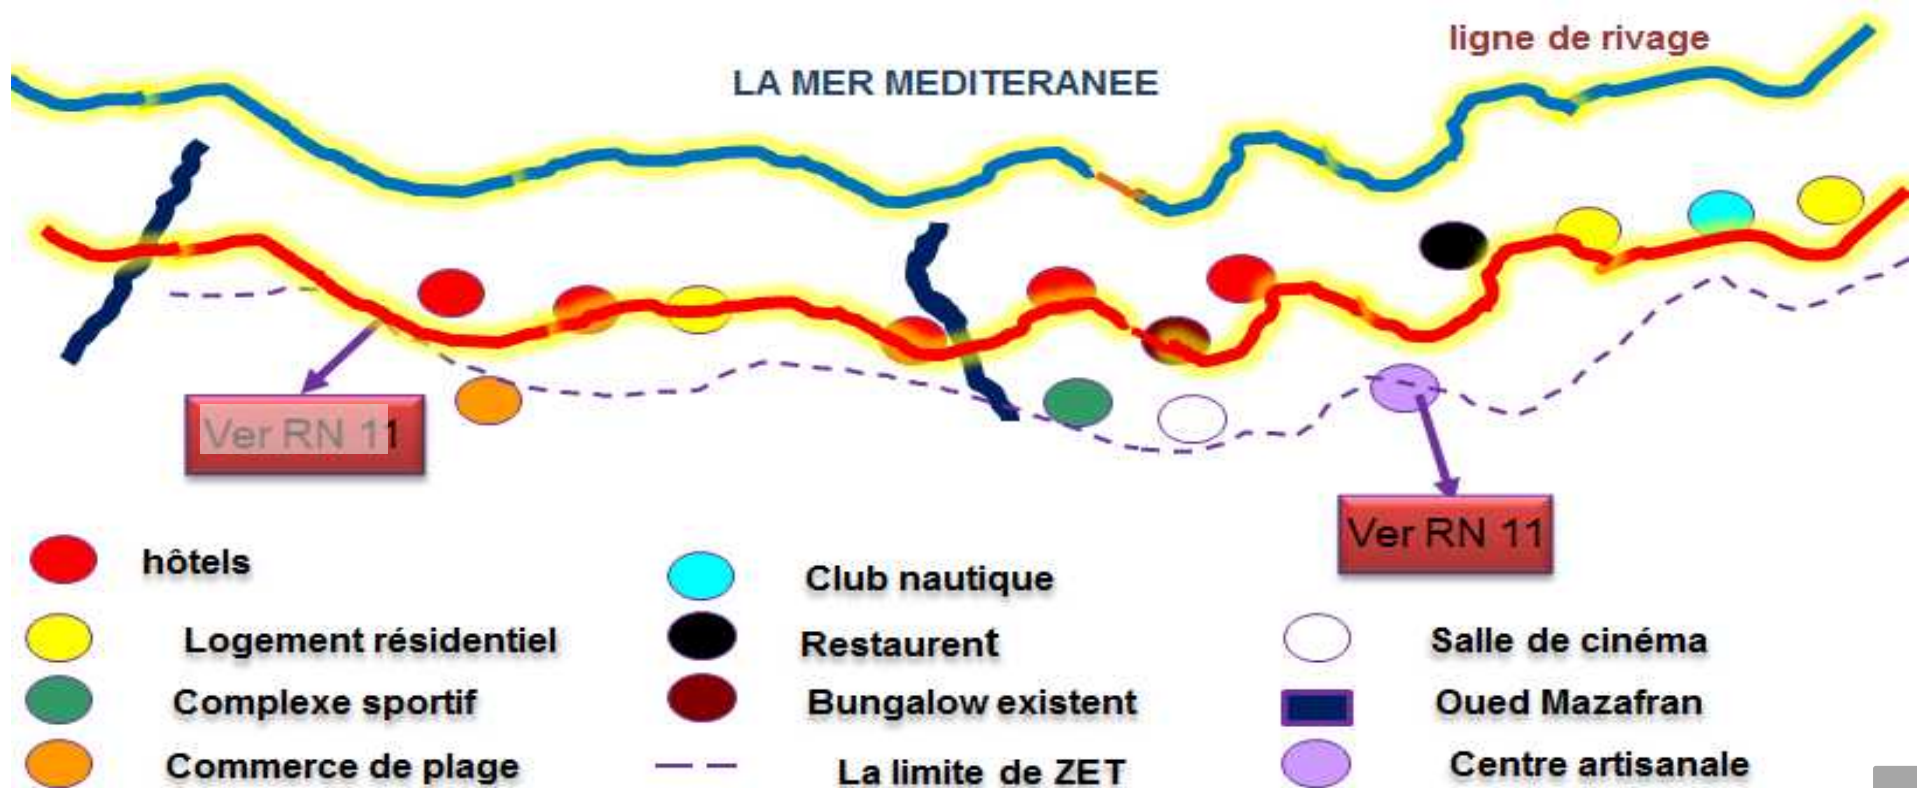 ligne de rivage
LA MER MEDITERANEE
Ver RN 11
Ver RN 11
hôtels
Club nautique
Logement résidentiel
Restaurent
Salle de cinéma
Complexe sportif
Bungalow existent
Oued Mazafran
Commerce de plage
La limite de ZET
Centre artisanale